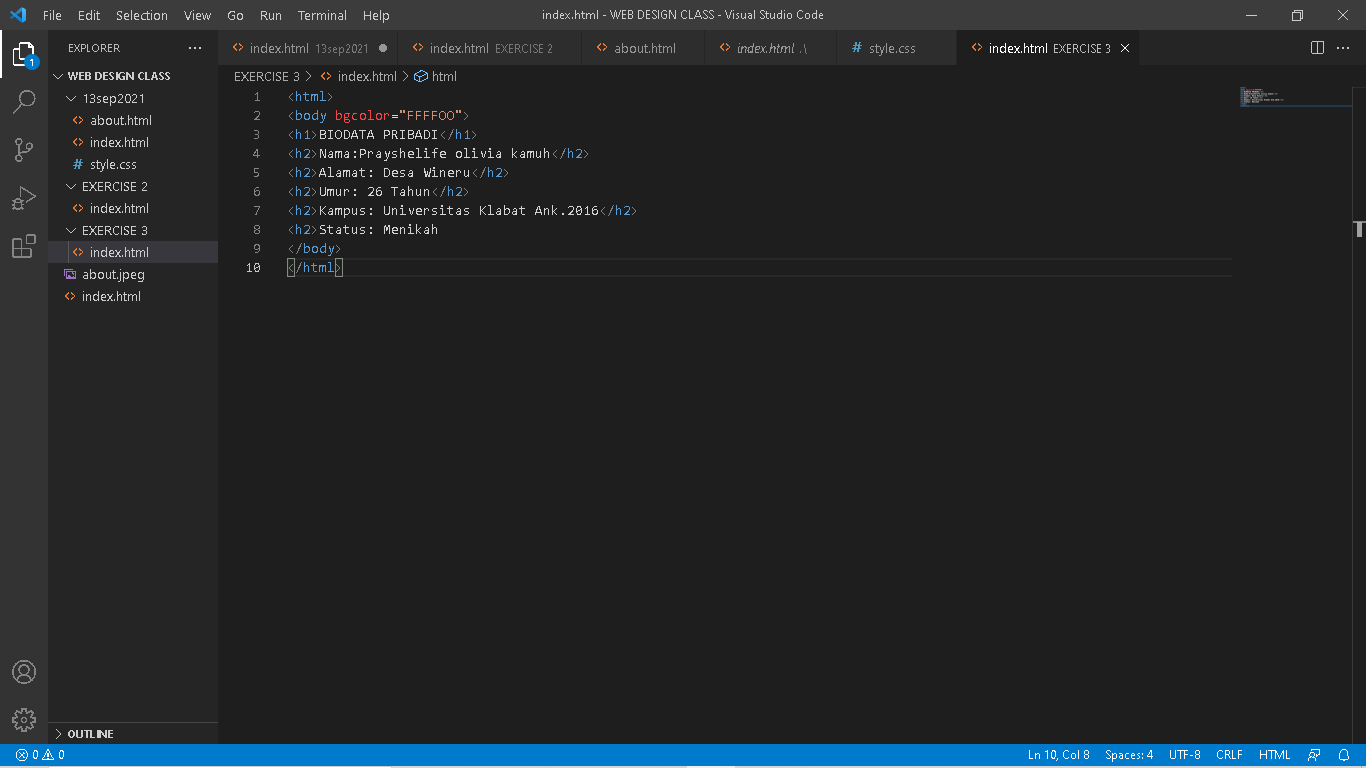 File Edit Selection View Go Run Terminal Help index.html - WEB DESIGN CLASS - Visual Studio Code
EXPLORER ...
1
WEB DESIGN CLASS
13sep2021
about.html
index.html
# style.css
EXERCISE 2
index.html
EXERCISE 3
index.html
about.jpeg
index.html
OUTLINE
index.html 13sep2021 index.html EXERCISE 2 about.html index.html .\ # style.css index.html EXERCISE 3
EXERCISE 3 > index.html > html
1 <html>
2 <body bgcolor="FFFFOO">
3 <h1>BIODATA PRIBADI</h1>
4 <h2>Nama:Prayshelife olivia kamuh</h2>
5 <h2>Alamat: Desa Wineru</h2>
6 <h2>Umur: 26 Tahun</h2>
7 <h2>Kampus: Universitas Klabat Ank.2016</h2>
8 <h2>Status: Menikah
9 </body>
10 </html>
0 0 Ln 10, Col 8 Spaces: 4 UTF-8 CRLF HTML